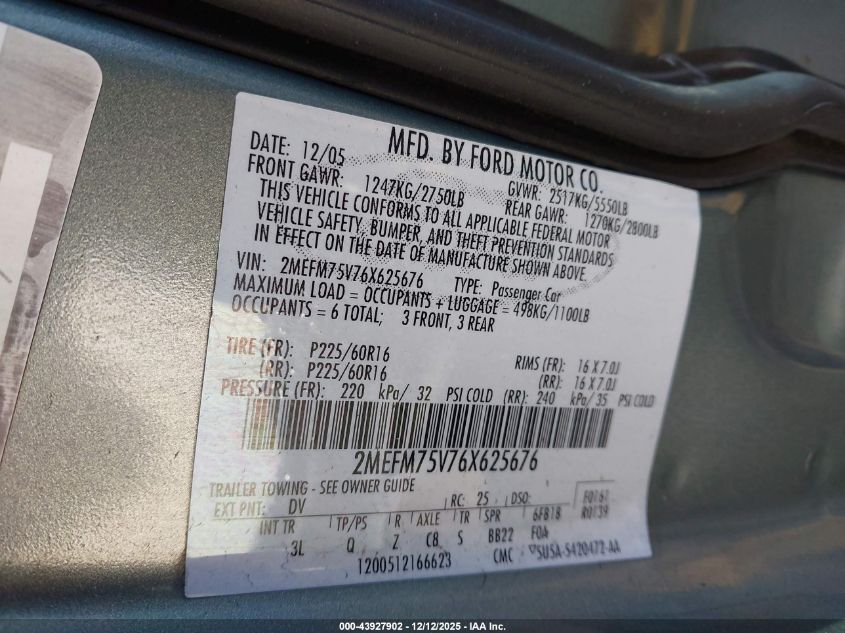 MFD. BY FORD MOTOR CO.
DATE: 12/05
GVWR: 2517KG/5550LB
FRONT GAWR: 1247KG/2750LB
REAR GAWR: 1270KG/2800LB
THIS VEHICLE CONFORMS TO ALL APPLICABLE FEDERAL MOTOR
VEHICLE SAFETY, BUMPER, AND THEFT PREVENTION STANDARDS
IN EFFECT ON THE DATE OF MANUFACTURE SHOWN ABOVE.
VIN: 2MEFM75V76X625676 TYPE: Passenger Car
MAXIMUM LOAD = OCCUPANTS + LUGGAGE = 498KG/1100LB
OCCUPANTS = 6 TOTAL; 3 FRONT, 3 REAR
TIRE (FR): P225/60R16 RIMS (FR): 16 X 7.0J
(RR): P225/60R16 (RR): 16 X 7.0J
PRESSURE (FR): 220 kPa/ 32 PSI COLD (RR): 240 kPa/ 35 PSI COLD
2MEFM75V76X625676
TRAILER TOWING - SEE OWNER GUIDE
EXT PNT: DV RC: 25 DSO: F0161
R0139
INT TR TP/PS R AXLE TR SPR 6FB18
3L Q Z C8 S BB22 FOA
1200512166623 CMC ▽5U5A-5420472-AA
000-43927902 - 12/12/2025 - IAA Inc.